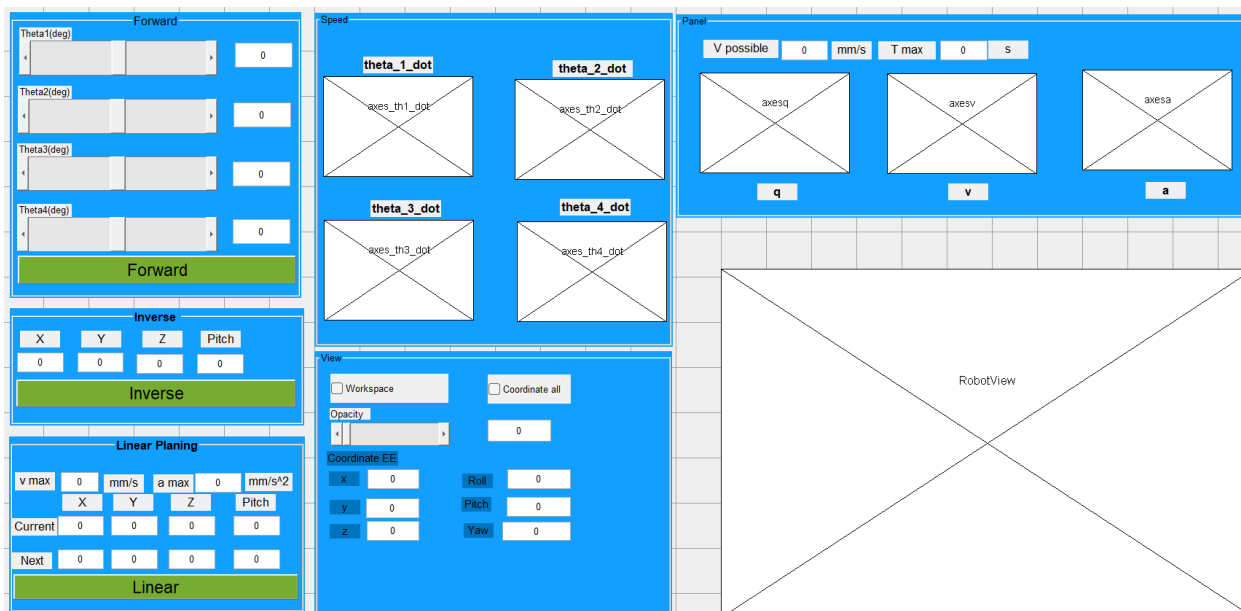 Forward
Theta1(deg)
0
Theta2(deg)
0
Theta3(deg)
0
Theta4(deg)
0
Forward
Inverse
X Y Z Pitch
0 0 0 0
Inverse
Linear Planing
v max 0 mm/s a max 0 mm/s^2
X Y Z Pitch
Current 0 0 0 0
Next 0 0 0 0
Linear
Speed
theta_1_dot theta_2_dot
axes_th1_dot axes_th2_dot
theta_3_dot theta_4_dot
axes_th3_dot axes_th4_dot
View
Workspace Coordinate all
Opacity
0
Coordinate EE
x 0 Roll 0
y 0 Pitch 0
z 0 Yaw 0
Panel
V possible 0 mm/s T max 0 s
axesq axesv axesa
q v a
RobotView